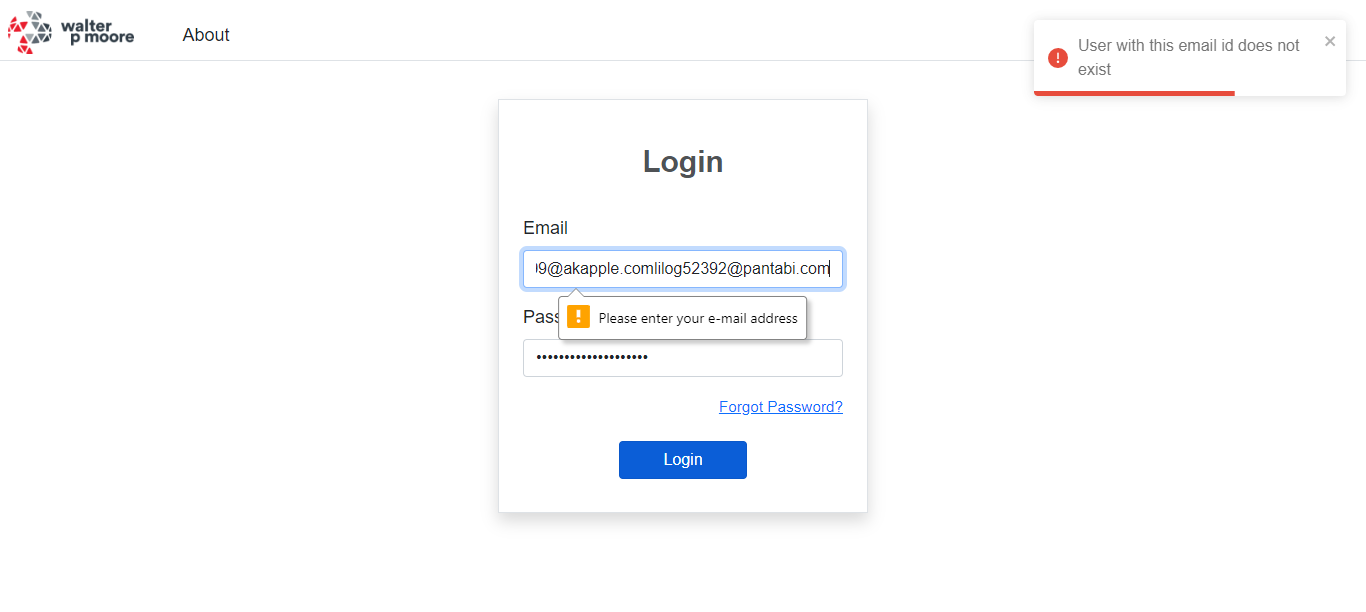 walter
p moore
About
User with this email id does not
exist
Login
Email
9@akapple.comlilog52392@pantabi.com
Please enter your e-mail address
Pass
•••••••••••••••••••
Forgot Password?
Login